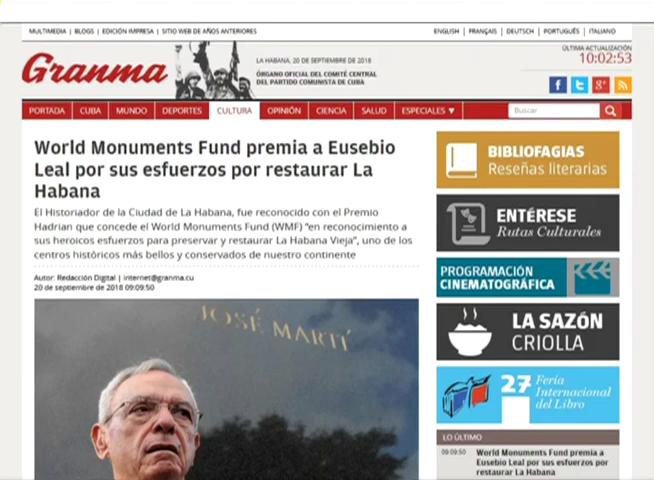 MULTIMEDIA | BLOGS | EDICIÓN IMPRESA | SITIO WEB DE AÑOS ANTERIORES
ENGLISH | FRANÇAIS | DEUTSCH | PORTUGUÊS | ITALIANO
Granma
LA HABANA, 20 DE SEPTIEMBRE DE 2018
ÓRGANO OFICIAL DEL COMITÉ CENTRAL
DEL PARTIDO COMUNISTA DE CUBA
ÚLTIMA ACTUALIZACIÓN
10:02:53
PORTADA CUBA MUNDO DEPORTES CULTURA OPINIÓN CIENCIA SALUD ESPECIALES ▼ Buscar
World Monuments Fund premia a Eusebio
Leal por sus esfuerzos por restaurar La
Habana
El Historiador de la Ciudad de La Habana, fue reconocido con el Premio
Hadrian que concede el World Monuments Fund (WMF) “en reconocimiento a
sus heroicos esfuerzos para preservar y restaurar La Habana Vieja”, uno de los
centros históricos más bellos y conservados de nuestro continente
Autor: Redacción Digital | internet@granma.cu
20 de septiembre de 2018 09:09:50
JOSÉ MARTÍ
BIBLIOFAGIAS
Reseñas literarias
ENTÉRESE
Rutas Culturales
PROGRAMACIÓN
CINEMATOGRÁFICA
LA SAZÓN
CRIOLLA
27 Feria
Internacional
del Libro
LO ÚLTIMO
09:09:50 World Monuments Fund premia a
Eusebio Leal por sus esfuerzos por
restaurar La Habana